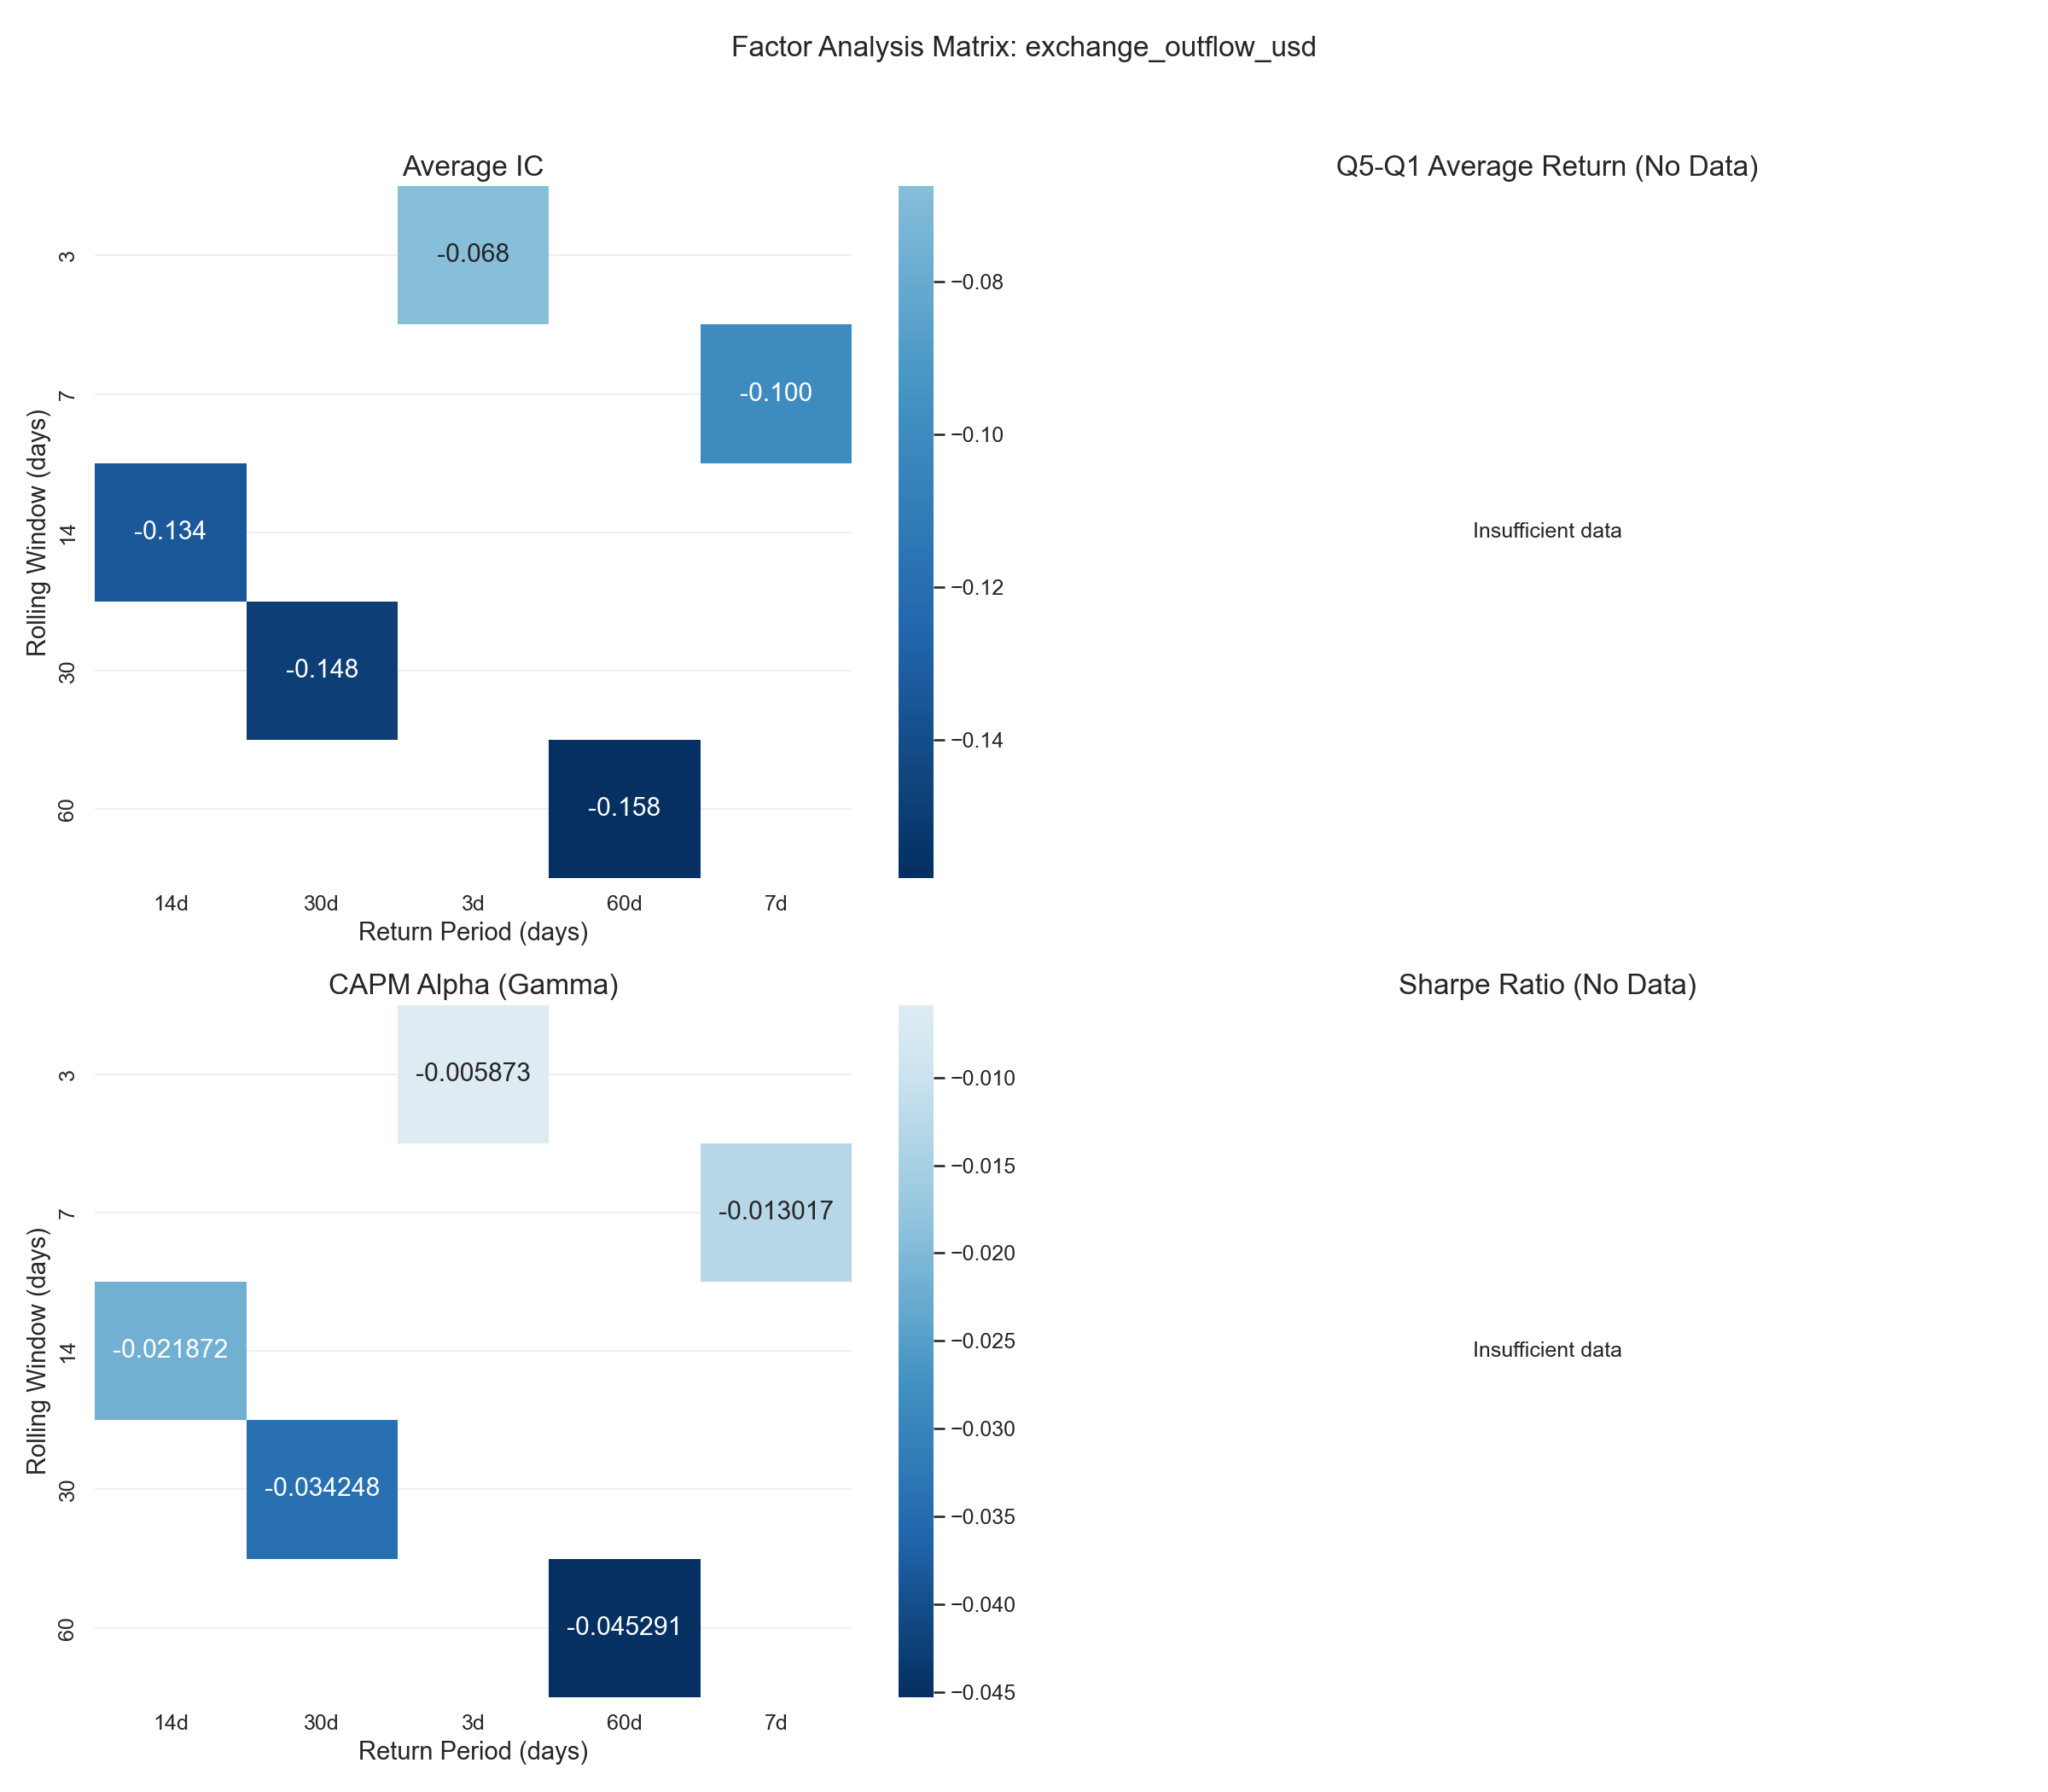 Factor Analysis Matrix: exchange_outflow_usd
Average IC
Rolling Window (days)
3
7
14
30
60
-0.068
-0.100
-0.134
-0.148
-0.158
14d
30d
3d
60d
7d
Return Period (days)
−0.08
−0.10
−0.12
−0.14
Q5-Q1 Average Return (No Data)
Insufficient data
CAPM Alpha (Gamma)
Rolling Window (days)
3
7
14
30
60
-0.005873
-0.013017
-0.021872
-0.034248
-0.045291
14d
30d
3d
60d
7d
Return Period (days)
−0.010
−0.015
−0.020
−0.025
−0.030
−0.035
−0.040
−0.045
Sharpe Ratio (No Data)
Insufficient data